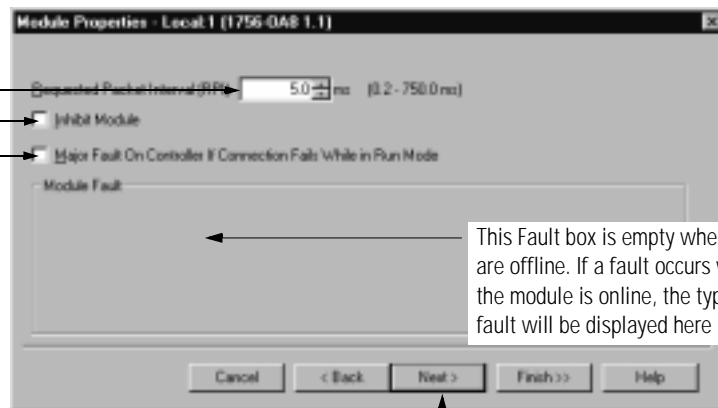 Module Properties - Local:1 (1756-OA8 1.1)
Requested Packet Interval (RPI) 5.0 ms (0.2 - 750.0 ms)
Inhibit Module
Major Fault On Controller If Connection Fails While in Run Mode
Module Fault
This Fault box is empty whe
are offline. If a fault occurs
the module is online, the typ
fault will be displayed here
Cancel < Back Next > Finish >> Help